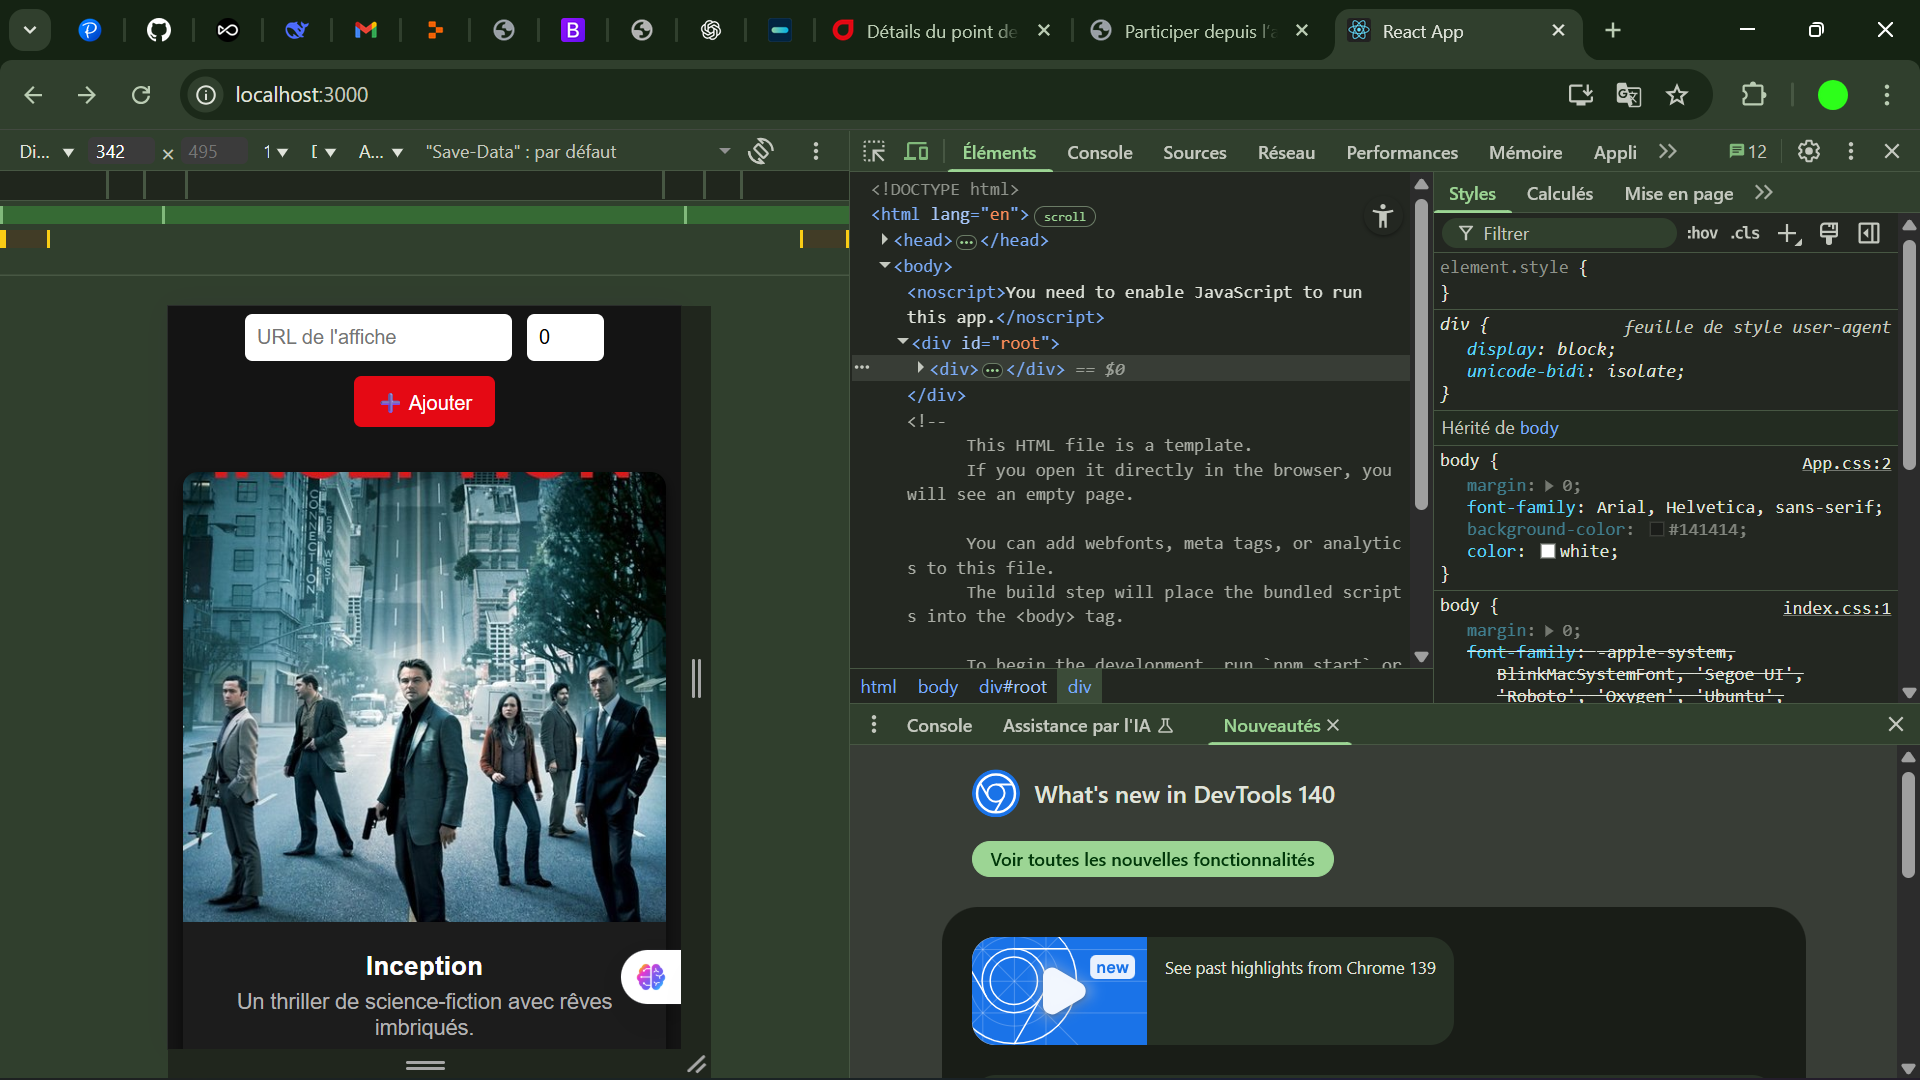 Détails du point de
Participer depuis l'a
React App
localhost:3000
Di... ▼ 342 × 495 1 ▼ [ ▼ A... ▼ "Save-Data" : par défaut
Éléments Console Sources Réseau Performances Mémoire Appli 12
<!DOCTYPE html>
<html lang="en"> scroll
<head> ... </head>
<body>
<noscript>You need to enable JavaScript to run
this app.</noscript>
<div id="root">
... <div> ... </div> == $0
</div>
<!--
This HTML file is a template.
If you open it directly in the browser, you
will see an empty page.
You can add webfonts, meta tags, or analytic
s to this file.
The build step will place the bundled script
s into the <body> tag.
To begin the development, run `npm start` or
html body div#root div
Styles Calculés Mise en page
Filtrer :hov .cls
element.style {
}
div { feuille de style user-agent
display: block;
unicode-bidi: isolate;
}
Hérité de body
body { App.css:2
margin: 0;
font-family: Arial, Helvetica, sans-serif;
background-color: #141414;
color: white;
}
body { index.css:1
margin: 0;
font-family: -apple-system,
BlinkMacSystemFont, 'Segoe UI',
'Roboto', 'Oxygen', 'Ubuntu',
URL de l'affiche 0
Ajouter
CONNECTION
52 WEST
Inception
Un thriller de science-fiction avec rêves
imbriqués.
Console Assistance par l'IA Nouveautés
What's new in DevTools 140
Voir toutes les nouvelles fonctionnalités
new
See past highlights from Chrome 139